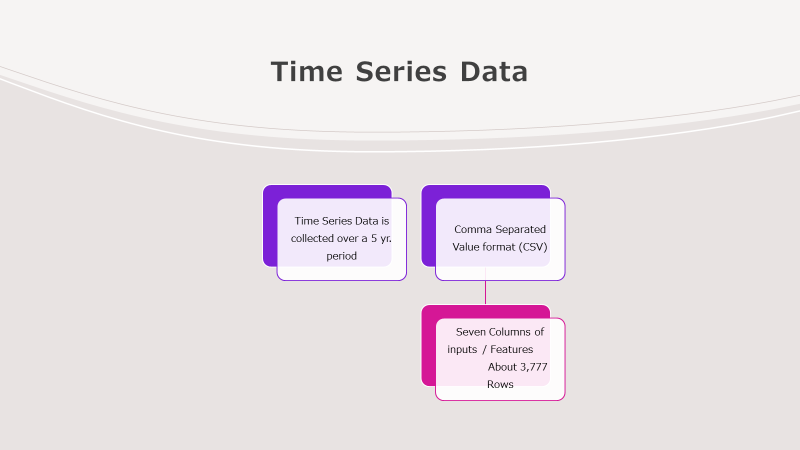 Time Series Data
Time Series Data is
collected over a 5 yr.
period
Comma Separated
Value format (CSV)
Seven Columns of
inputs / Features
About 3,777
Rows